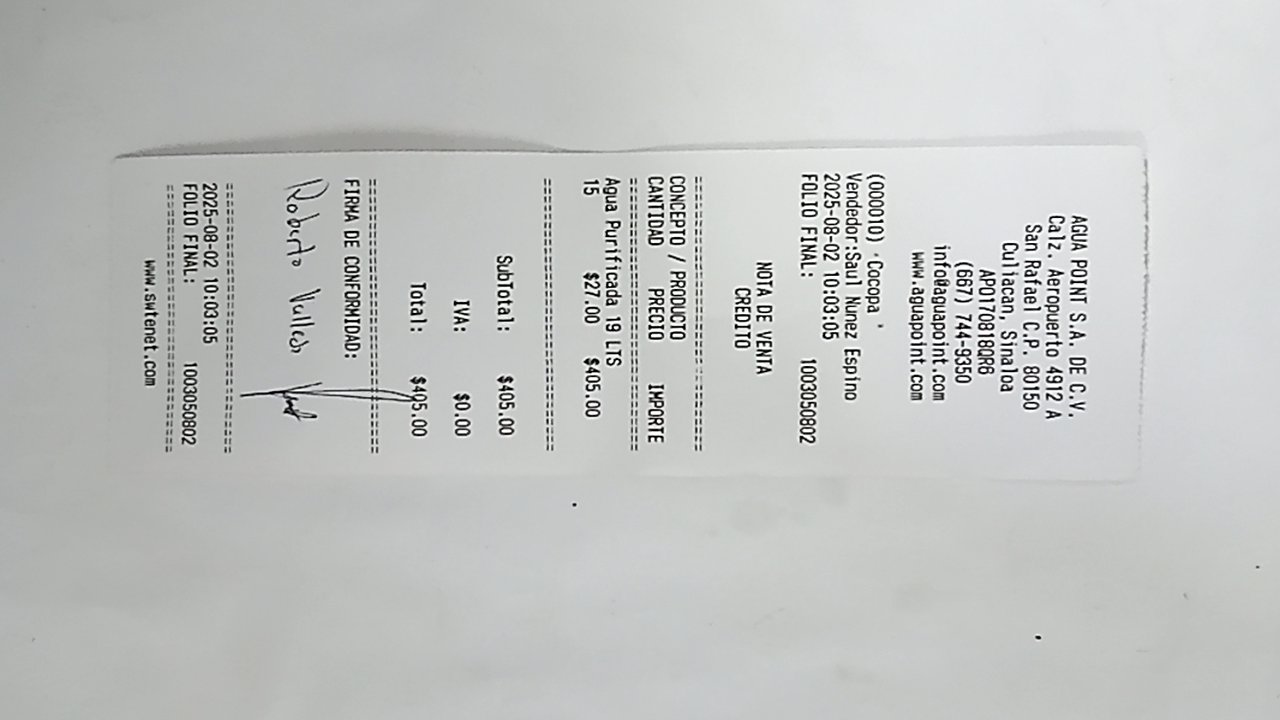 AGUA POINT S.A. DE C.V.
Calz. Aeropuerto 4912 A
San Rafael C.P. 80150
Culiacan, Sinaloa
APO170818QR6
(667) 744-9350
info@aguapoint.com
www.aguapoint.com
(000010) Cocopa
Vendedor:Saul Nunez Espino
2025-08-02 10:03:05
FOLIO FINAL: 1003050802
NOTA DE VENTA
CREDITO
==============================
CONCEPTO / PRODUCTO
CANTIDAD PRECIO IMPORTE
==============================
Agua Purificada 19 LTS
15 $27.00 $405.00
==============================
SubTotal: $405.00
IVA: $0.00
Total: $405.00
==============================
FIRMA DE CONFORMIDAD:
Roberto
==============================
2025-08-02 10:03:05
FOLIO FINAL: 1003050802
==============================
www.swtenet.com